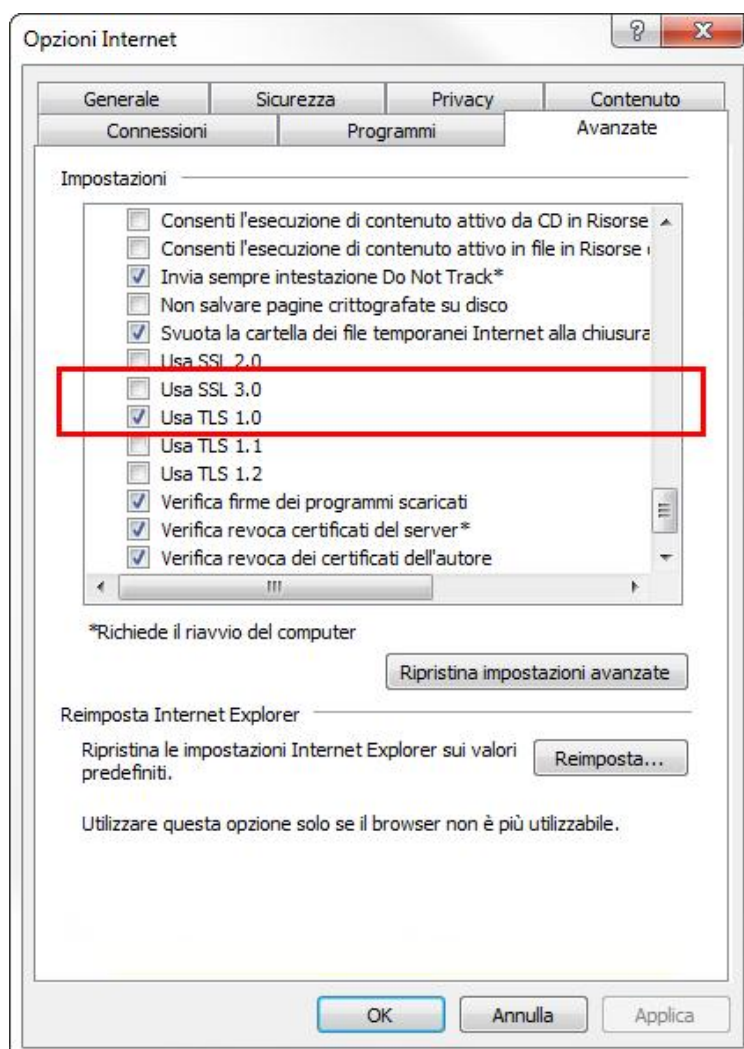 Opzioni Internet
?
Generale Sicurezza Privacy Contenuto
Connessioni Programmi Avanzate
Impostazioni
Consenti l'esecuzione di contenuto attivo da CD in Risorse
Consenti l'esecuzione di contenuto attivo in file in Risorse
Invia sempre intestazione Do Not Track*
Non salvare pagine crittografate su disco
Svuota la cartella dei file temporanei Internet alla chiusura
Usa SSL 2.0
Usa SSL 3.0
Usa TLS 1.0
Usa TLS 1.1
Usa TLS 1.2
Verifica firme dei programmi scaricati
Verifica revoca certificati del server*
Verifica revoca dei certificati dell'autore
*Richiede il riavvio del computer
Ripristina impostazioni avanzate
Reimposta Internet Explorer
Ripristina le impostazioni Internet Explorer sui valori
predefiniti.
Reimposta...
Utilizzare questa opzione solo se il browser non è più utilizzabile.
OK Annulla Applica